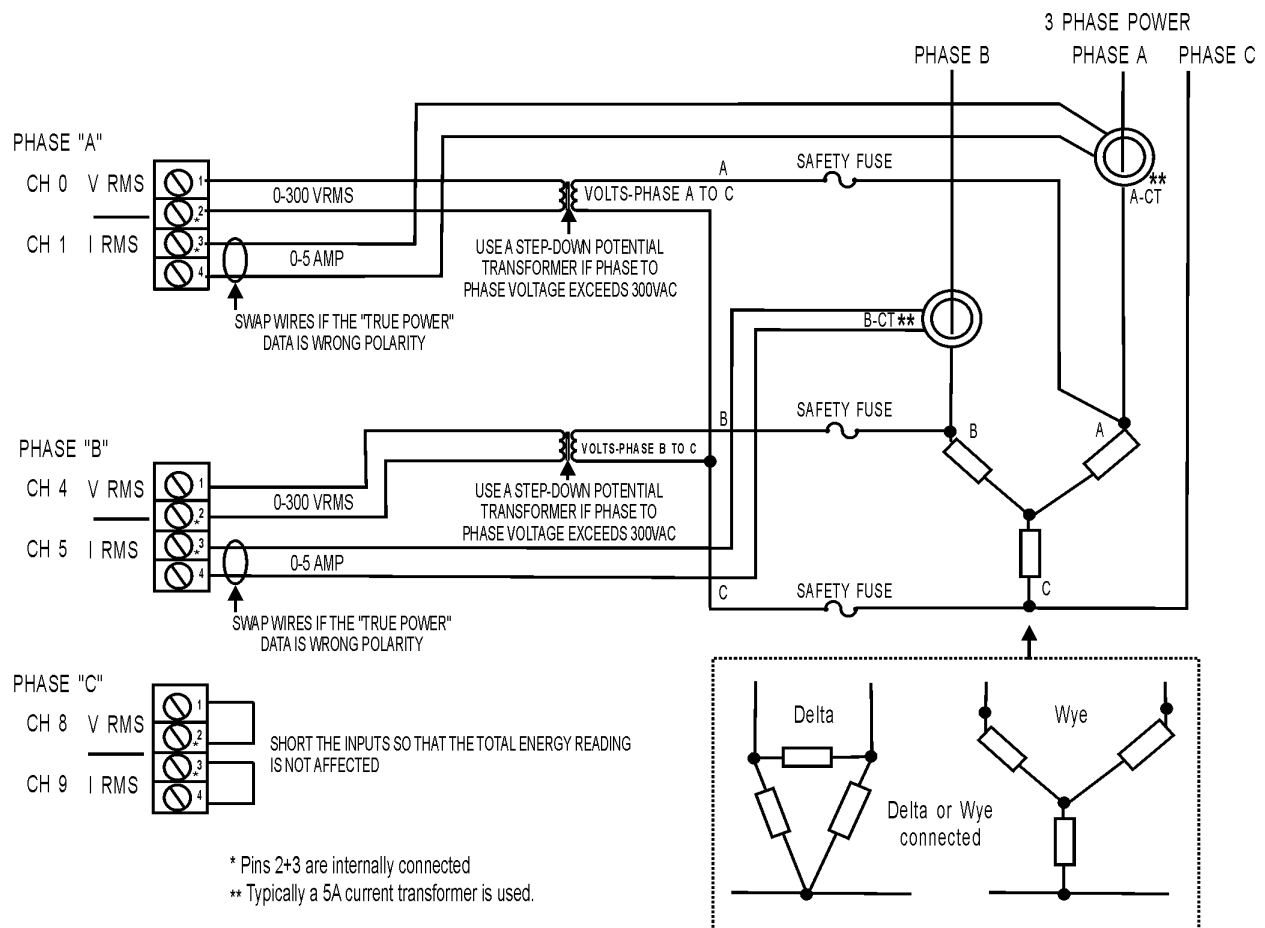 3 PHASE POWER
PHASE B
PHASE A
PHASE C
PHASE "A"
CH 0 V RMS
CH 1 I RMS
1
2
*
3
*
4
0-300 VRMS
0-5 AMP
SWAP WIRES IF THE "TRUE POWER"
DATA IS WRONG POLARITY
A
VOLTS-PHASE A TO C
USE A STEP-DOWN POTENTIAL
TRANSFORMER IF PHASE TO
PHASE VOLTAGE EXCEEDS 300VAC
SAFETY FUSE
**
A-CT
B-CT**
PHASE "B"
CH 4 V RMS
CH 5 I RMS
1
2
*
3
*
4
0-300 VRMS
0-5 AMP
SWAP WIRES IF THE "TRUE POWER"
DATA IS WRONG POLARITY
B
VOLTS-PHASE B TO C
USE A STEP-DOWN POTENTIAL
TRANSFORMER IF PHASE TO
PHASE VOLTAGE EXCEEDS 300VAC
SAFETY FUSE
B
A
C
C
SAFETY FUSE
PHASE "C"
CH 8 V RMS
CH 9 I RMS
1
2
*
3
*
4
SHORT THE INPUTS SO THAT THE TOTAL ENERGY READING
IS NOT AFFECTED
Delta
Wye
Delta or Wye
connected
* Pins 2+3 are internally connected
** Typically a 5A current transformer is used.